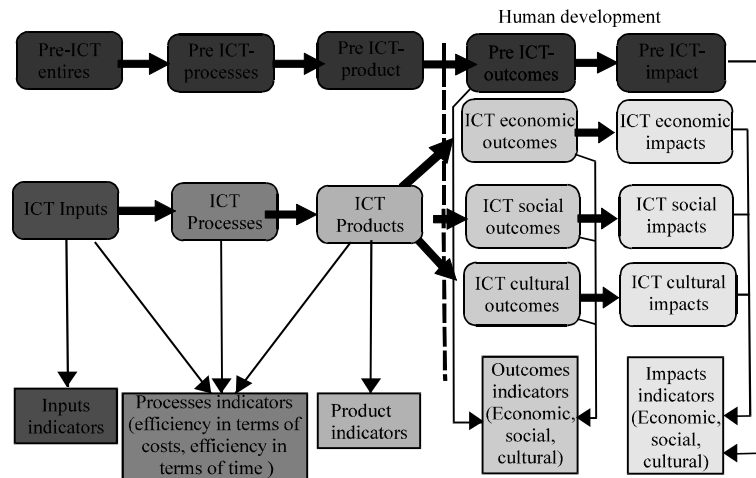 Human development
Pre-ICT
entires
Pre ICT-
processes
Pre ICT-
product
Pre ICT-
outcomes
Pre ICT-
impact
ICT economic
outcomes
ICT economic
impacts
ICT Inputs
ICT
Processes
ICT
Products
ICT social
outcomes
ICT social
impacts
ICT cultural
outcomes
ICT cultural
impacts
Inputs
indicators
Processes indicators
(efficiency in terms of
costs, efficiency in
terms of time )
Product
indicators
Outcomes
indicators
(Economic,
social,
cultural)
Impacts
indicators
(Economic,
social,
cultural)